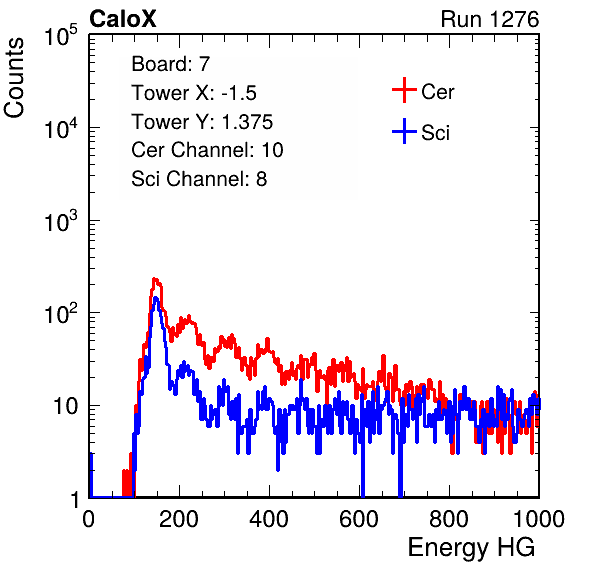 CaloX Run 1276
Counts
10^5
10^4
10^3
10^2
10
1
Board: 7
Tower X: -1.5
Tower Y: 1.375
Cer Channel: 10
Sci Channel: 8
Cer
Sci
0 200 400 600 800 1000
Energy HG